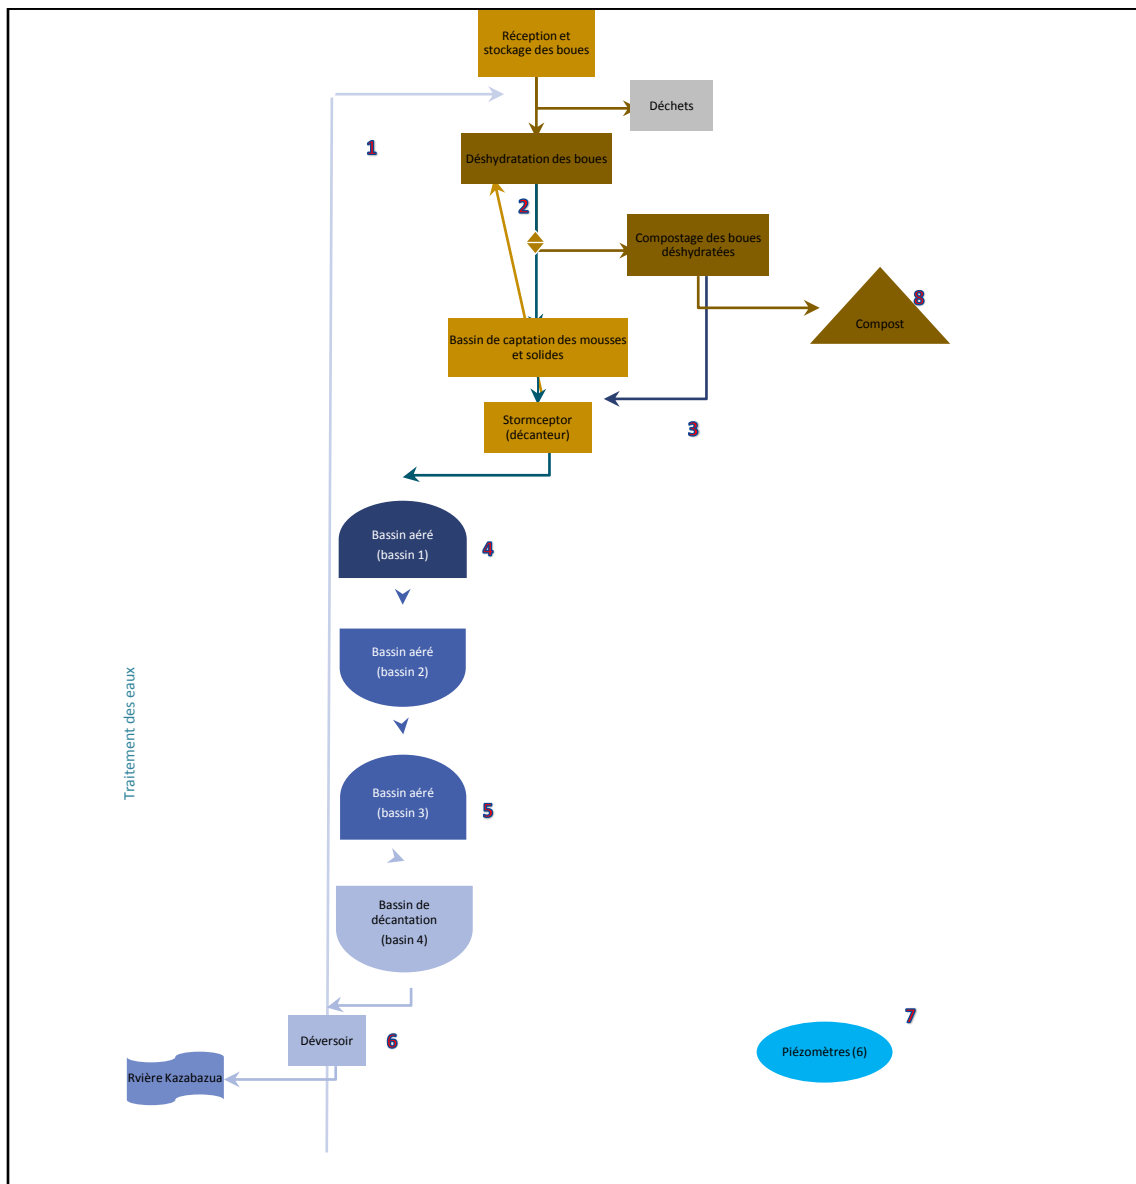 Réception et
stockage des boues
Déchets
1
Déshydratation des boues
2
Compostage des boues
déshydratées
8
Compost
Bassin de captation des mousses
et solides
3
Stormceptor
(décanteur)
Bassin aéré
(bassin 1)
4
Bassin aéré
(bassin 2)
Traitement des eaux
Bassin aéré
(bassin 3)
5
Bassin de
décantation
(basin 4)
7
Déversoir
6
Piézomètres (6)
Rvière Kazabazua